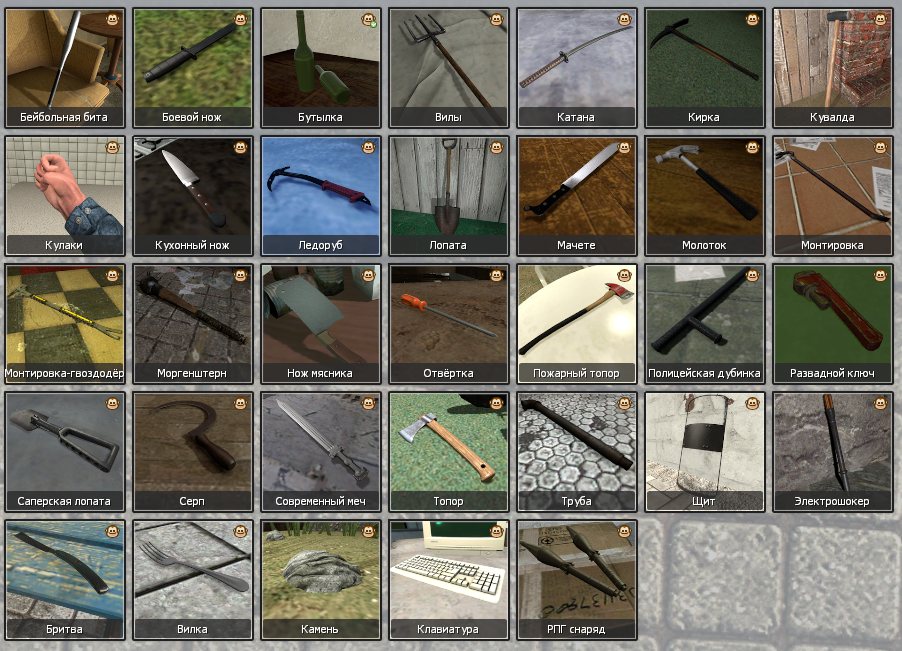 Бейбольная бита
Боевой нож
Бутылка
Вилы
Катана
Кирка
Кувалда
Кулаки
Кухонный нож
Ледоруб
Лопата
Мачете
Молоток
Монтировка
Монтировка-гвоздодёр
Моргенштерн
Нож мясника
Отвёртка
Пожарный топор
Полицейская дубинка
Развадной ключ
Саперская лопата
Серп
Современный меч
Топор
Труба
Щит
Электрошокер
Бритва
Вилка
Камень
Клавиатура
РПГ снаряд